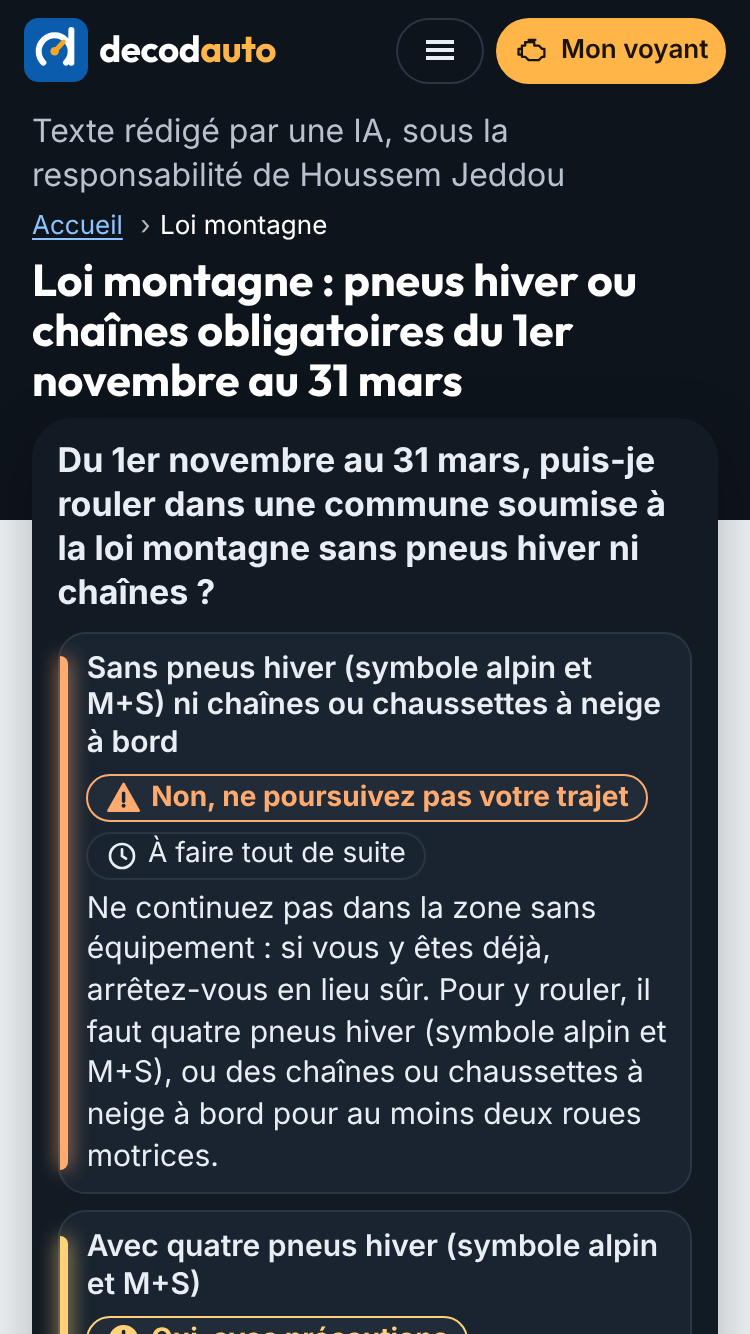 decodauto
Mon voyant
Texte rédigé par une IA, sous la
responsabilité de Houssem Jeddou
Accueil › Loi montagne
Loi montagne : pneus hiver ou
chaînes obligatoires du 1er
novembre au 31 mars
Du 1er novembre au 31 mars, puis-je
rouler dans une commune soumise à
la loi montagne sans pneus hiver ni
chaînes ?
Sans pneus hiver (symbole alpin et
M+S) ni chaînes ou chaussettes à neige
à bord
Non, ne poursuivez pas votre trajet
À faire tout de suite
Ne continuez pas dans la zone sans
équipement : si vous y êtes déjà,
arrêtez-vous en lieu sûr. Pour y rouler, il
faut quatre pneus hiver (symbole alpin et
M+S), ou des chaînes ou chaussettes à
neige à bord pour au moins deux roues
motrices.
Avec quatre pneus hiver (symbole alpin
et M+S)
Oui, avec précautions